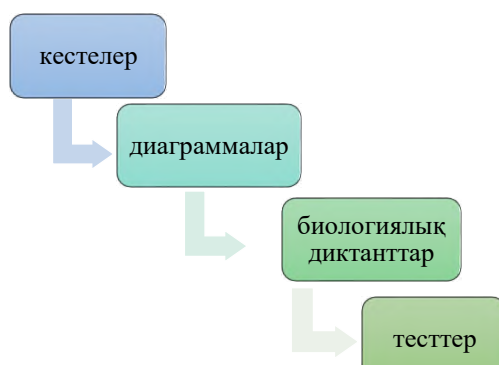 кестелер
диаграммалар
биологиялық
диктанттар
тесттер